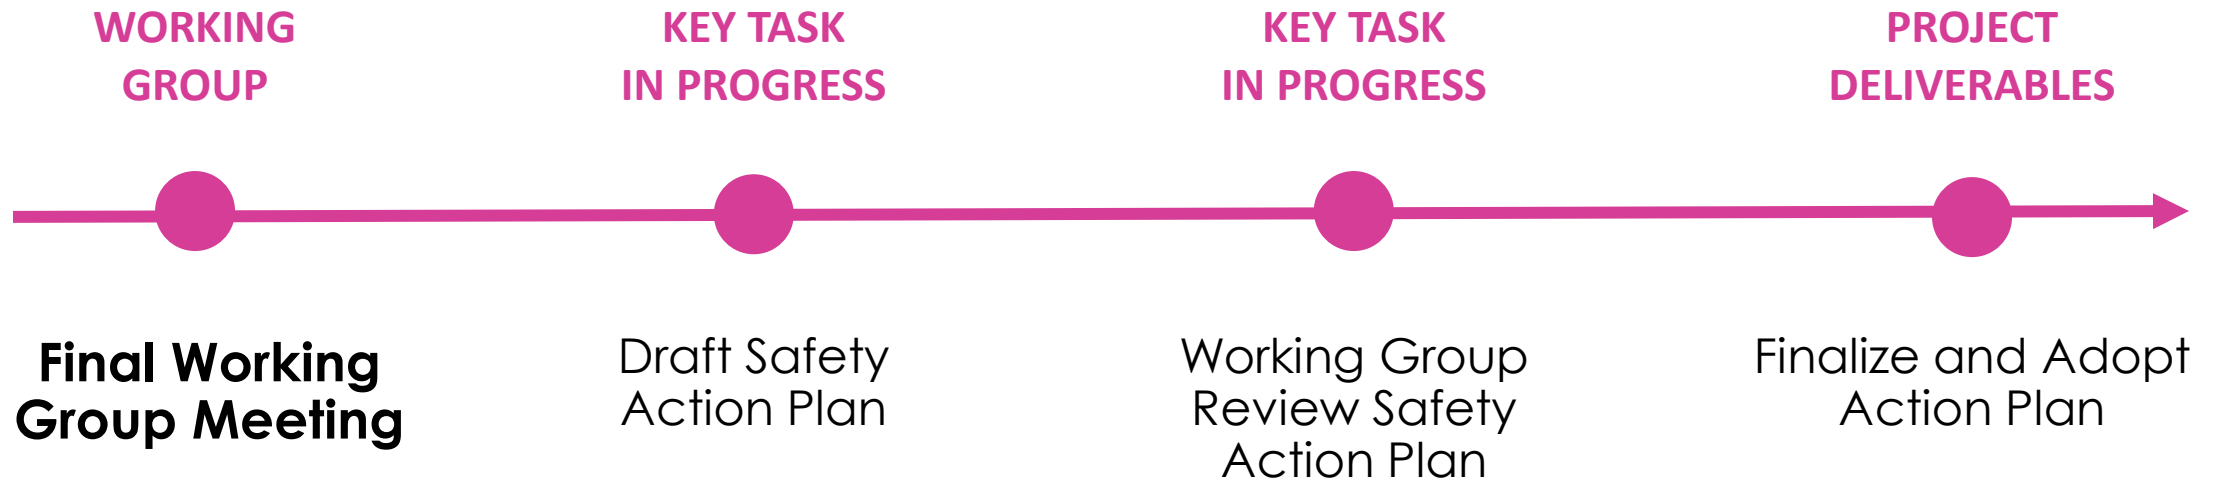 WORKING
GROUP
KEY TASK
IN PROGRESS
KEY TASK
IN PROGRESS
PROJECT
DELIVERABLES
Final Working
Group Meeting
Draft Safety
Action Plan
Working Group
Review Safety
Action Plan
Finalize and Adopt
Action Plan